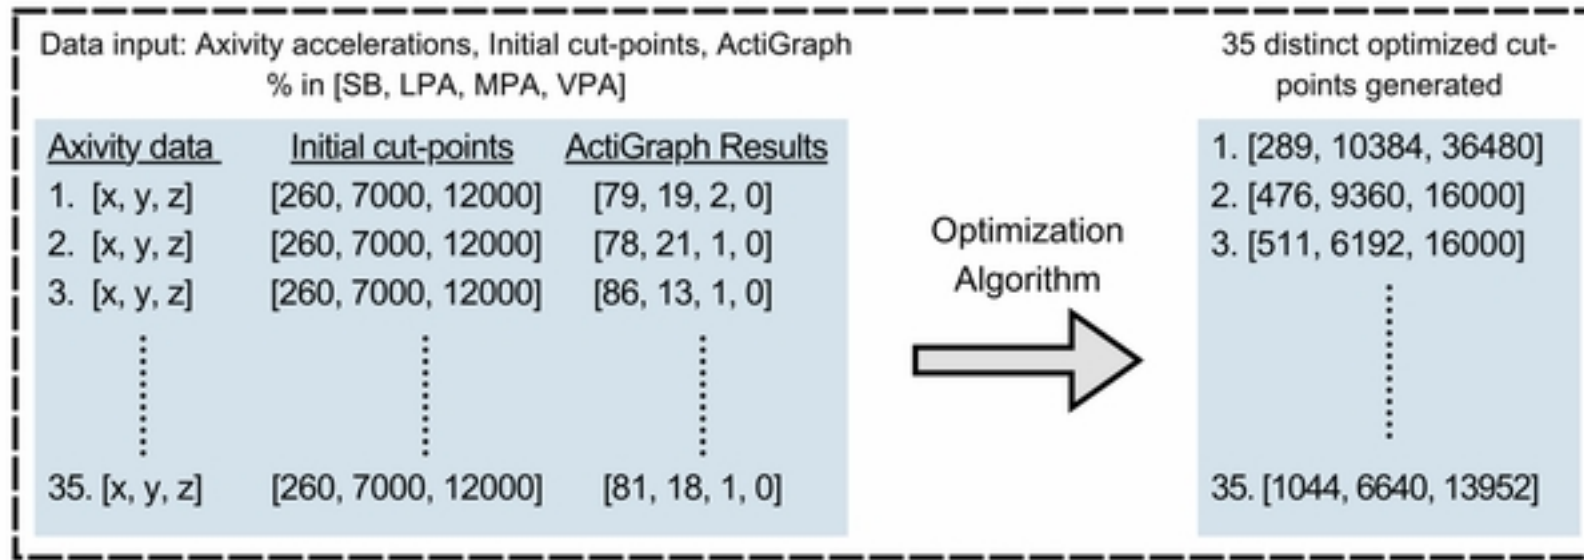 Data input: Axivity accelerations, Initial cut-points, ActiGraph
% in [SB, LPA, MPA, VPA]
Axivity data Initial cut-points ActiGraph Results
1. [x, y, z] [260, 7000, 12000] [79, 19, 2, 0]
2. [x, y, z] [260, 7000, 12000] [78, 21, 1, 0]
3. [x, y, z] [260, 7000, 12000] [86, 13, 1, 0]
35. [x, y, z] [260, 7000, 12000] [81, 18, 1, 0]
Optimization
Algorithm
35 distinct optimized cut-
points generated
1. [289, 10384, 36480]
2. [476, 9360, 16000]
3. [511, 6192, 16000]
35. [1044, 6640, 13952]